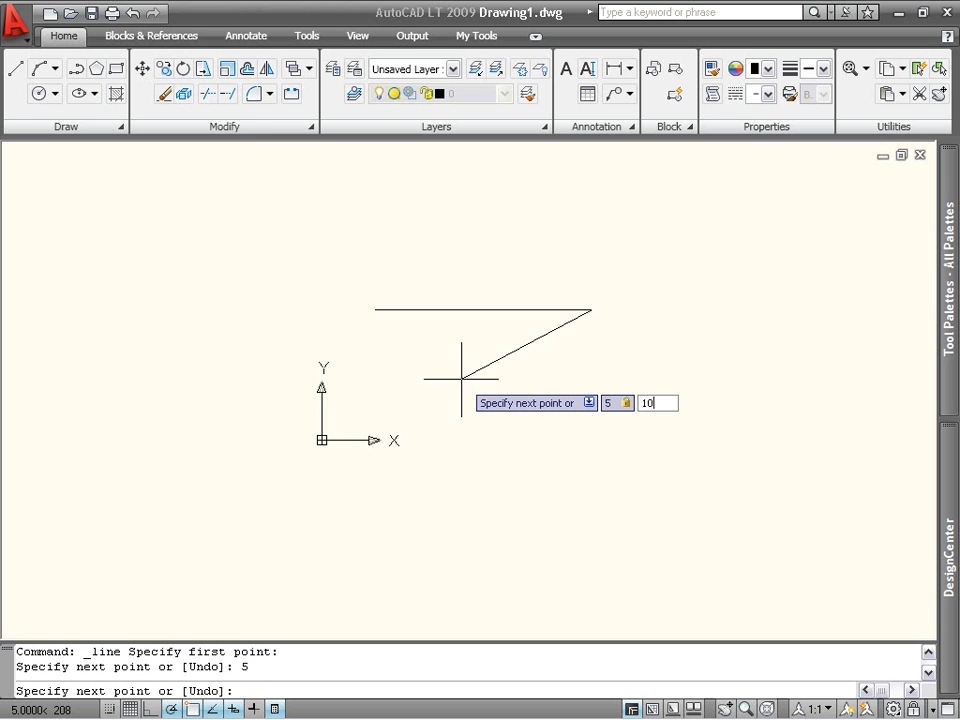 AutoCAD LT 2009 Drawing1.dwg
Type a keyword or phrase
Home Blocks & References Annotate Tools Output View My Tools
Unsaved Layer :
0
B..
Draw Modify Layers Annotation Block Properties Utilities
Tool Palettes - All Palettes
Y
Specify next point or 5 10
X
DesignCenter
Command: _line Specify first point:
Specify next point or [Undo]: 5
Specify next point or [Undo]:
5.0000< 208 1:1